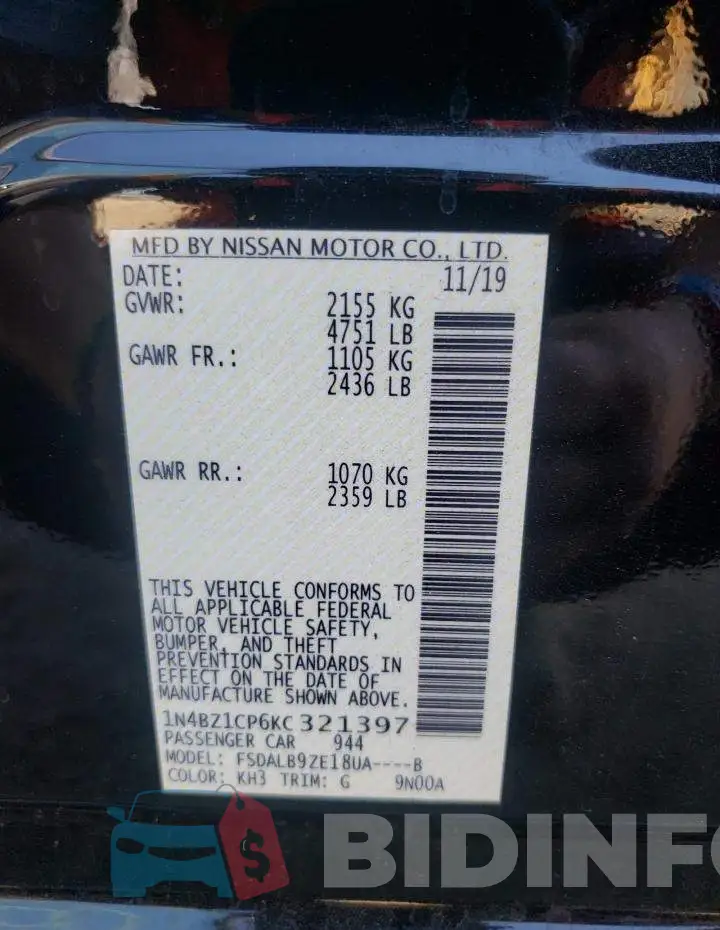 MFD BY NISSAN MOTOR CO., LTD.
DATE: 11/19
GVWR: 2155 KG
4751 LB
GAWR FR.: 1105 KG
2436 LB
GAWR RR.: 1070 KG
2359 LB
THIS VEHICLE CONFORMS TO
ALL APPLICABLE FEDERAL
MOTOR VEHICLE SAFETY,
BUMPER, AND THEFT
PREVENTION STANDARDS IN
EFFECT ON THE DATE OF
MANUFACTURE SHOWN ABOVE.
1N4BZ1CP6KC321397
PASSENGER CAR 944
MODEL: FSDALB9ZE18UA----B
COLOR: KH3 TRIM: G 9N00A
$ BIDINFO